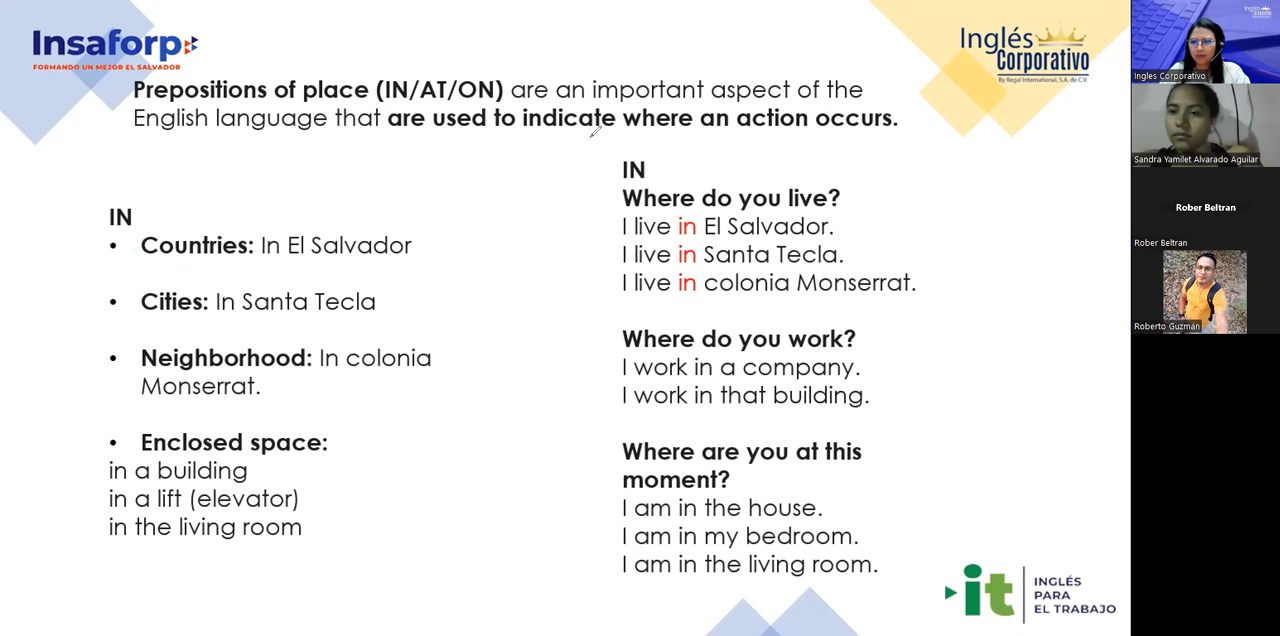 Insaforp
FORMANDO UN MEJOR EL SALVADOR
Inglés
Corporativo
By Regal International, S.A. de C.V.
Prepositions of place (IN/AT/ON) are an important aspect of the
English language that are used to indicate where an action occurs.
IN
• Countries: In El Salvador
• Cities: In Santa Tecla
• Neighborhood: In colonia
Monserrat.
• Enclosed space:
in a building
in a lift (elevator)
in the living room
IN
Where do you live?
I live in El Salvador.
I live in Santa Tecla.
I live in colonia Monserrat.
Where do you work?
I work in a company.
I work in that building.
Where are you at this
moment?
I am in the house.
I am in my bedroom.
I am in the living room.
it
INGLÉS
PARA
EL TRABAJO
Ingles Corporativo
Sandra Yamilet Alvarado Aguilar
Rober Beltran
Rober Beltran
Roberto Guzmán